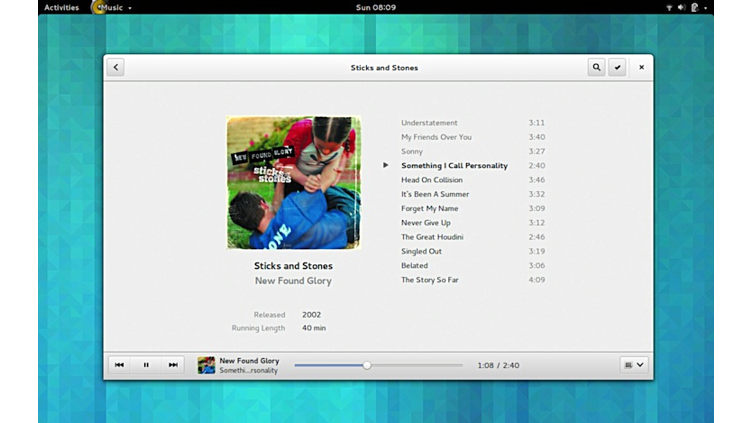 Activities Music Sun 08:09
Sticks and Stones
NEW FOUND GLORY
sticks and
stones
Understatement 3:11
My Friends Over You 3:40
Sonny 3:27
Something I Call Personality 2:40
Head On Collision 3:46
It's Been A Summer 3:32
Forget My Name 3:09
Never Give Up 3:12
The Great Houdini 2:46
Singled Out 3:19
Belated 3:06
The Story So Far 4:09
Sticks and Stones
New Found Glory
Released 2002
Running Length 40 min
New Found Glory
Somethi...rsonality
1:08 / 2:40